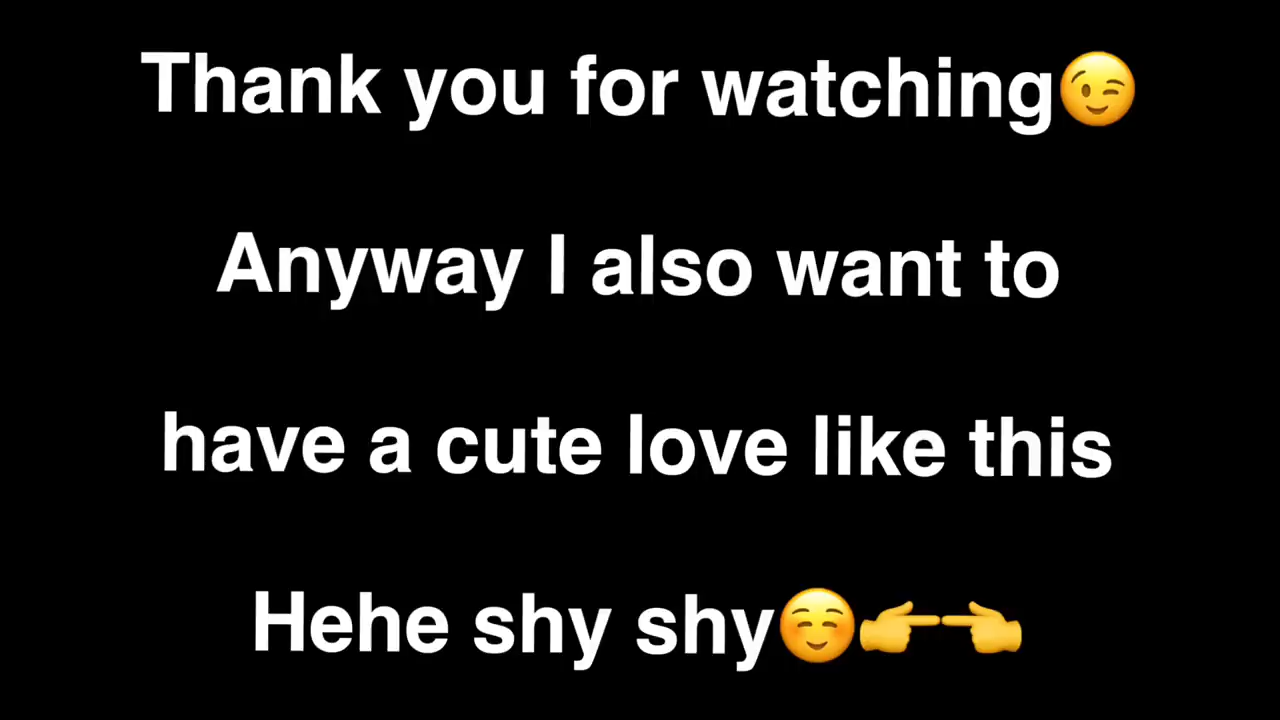 Thank you for watching😉
Anyway I also want to
have a cute love like this
Hehe shy shy☺️👉👈